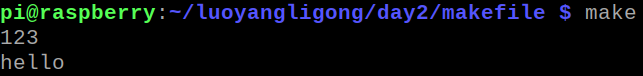 pi@raspberry:~/luoyangligong/day2/makefile $ make
123
hello